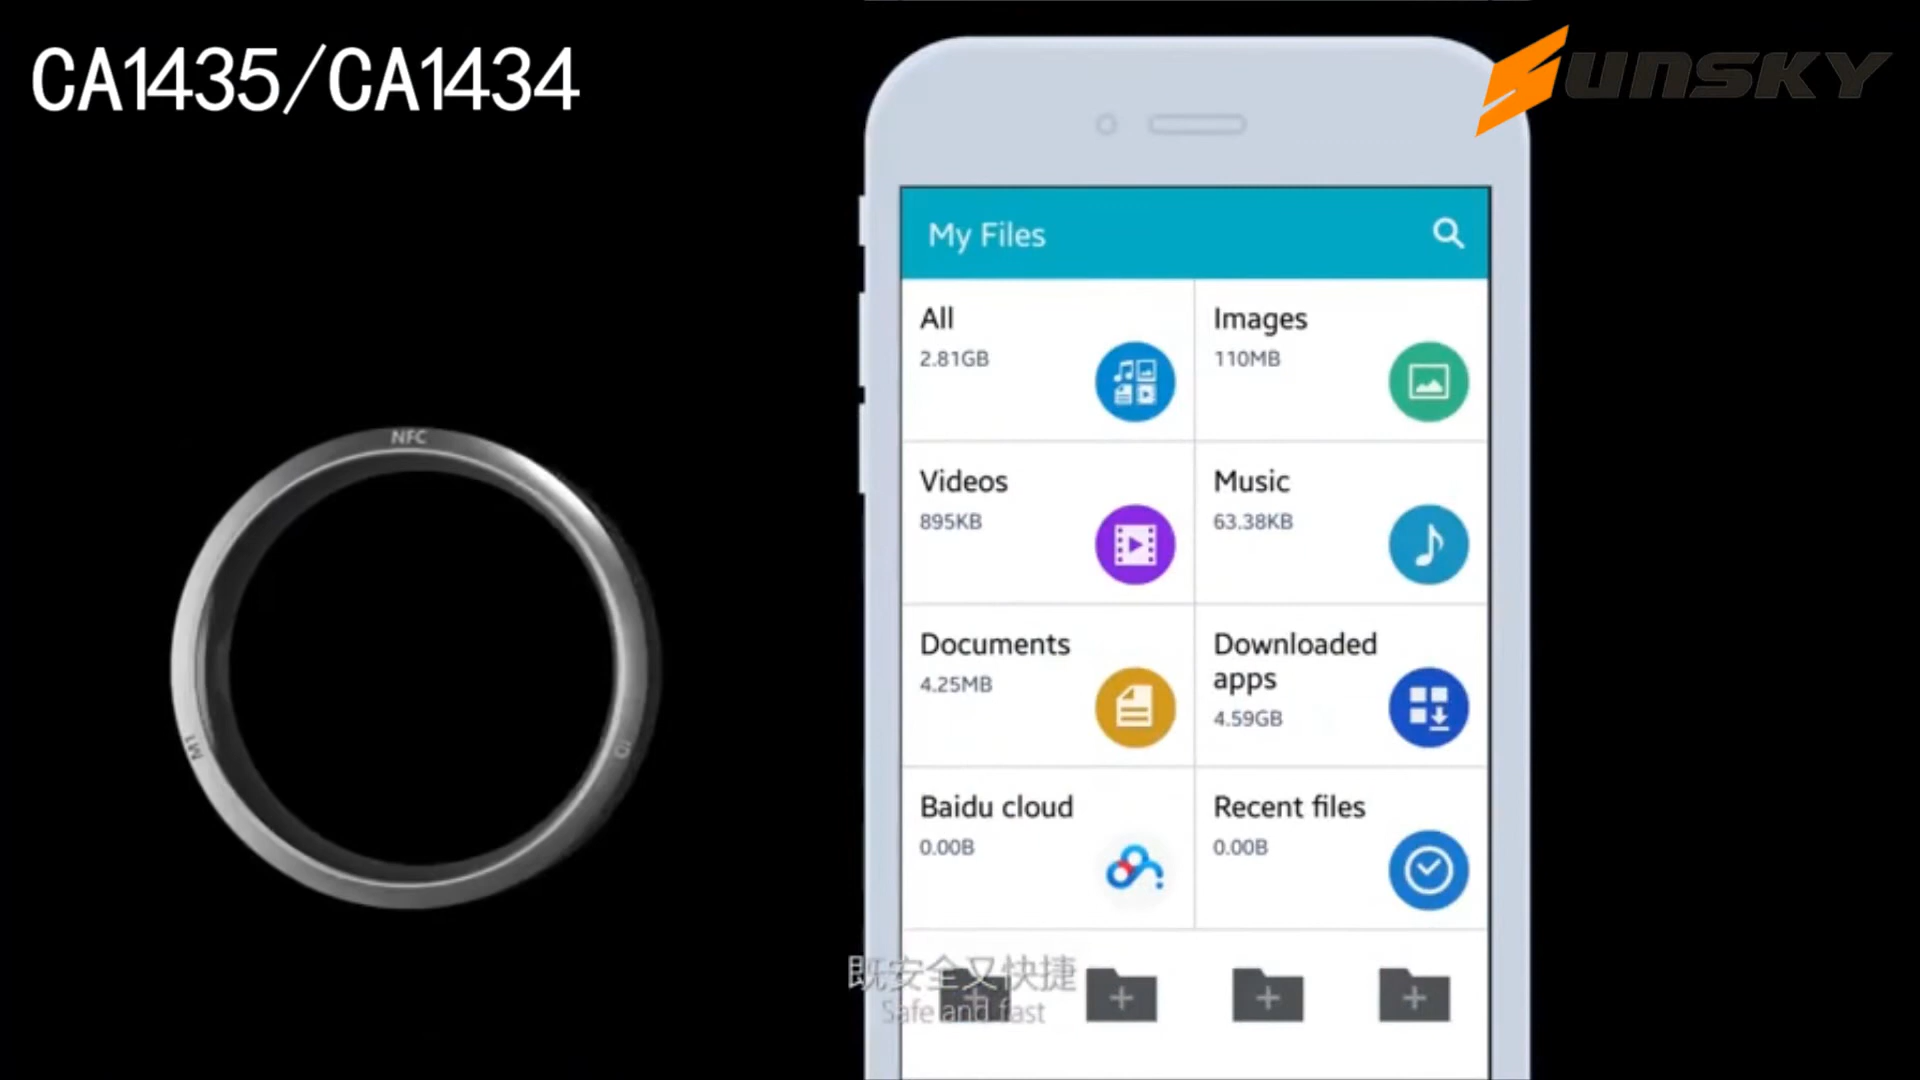 CA1435/CA1434
SUNSKY
My Files
All
2.81GB
Images
110MB
Videos
895KB
Music
63.38KB
Documents
4.25MB
Downloaded
apps
4.59GB
Baidu cloud
0.00B
Recent files
0.00B
既安全又快捷
Safe and fast
NFC
M1
ID